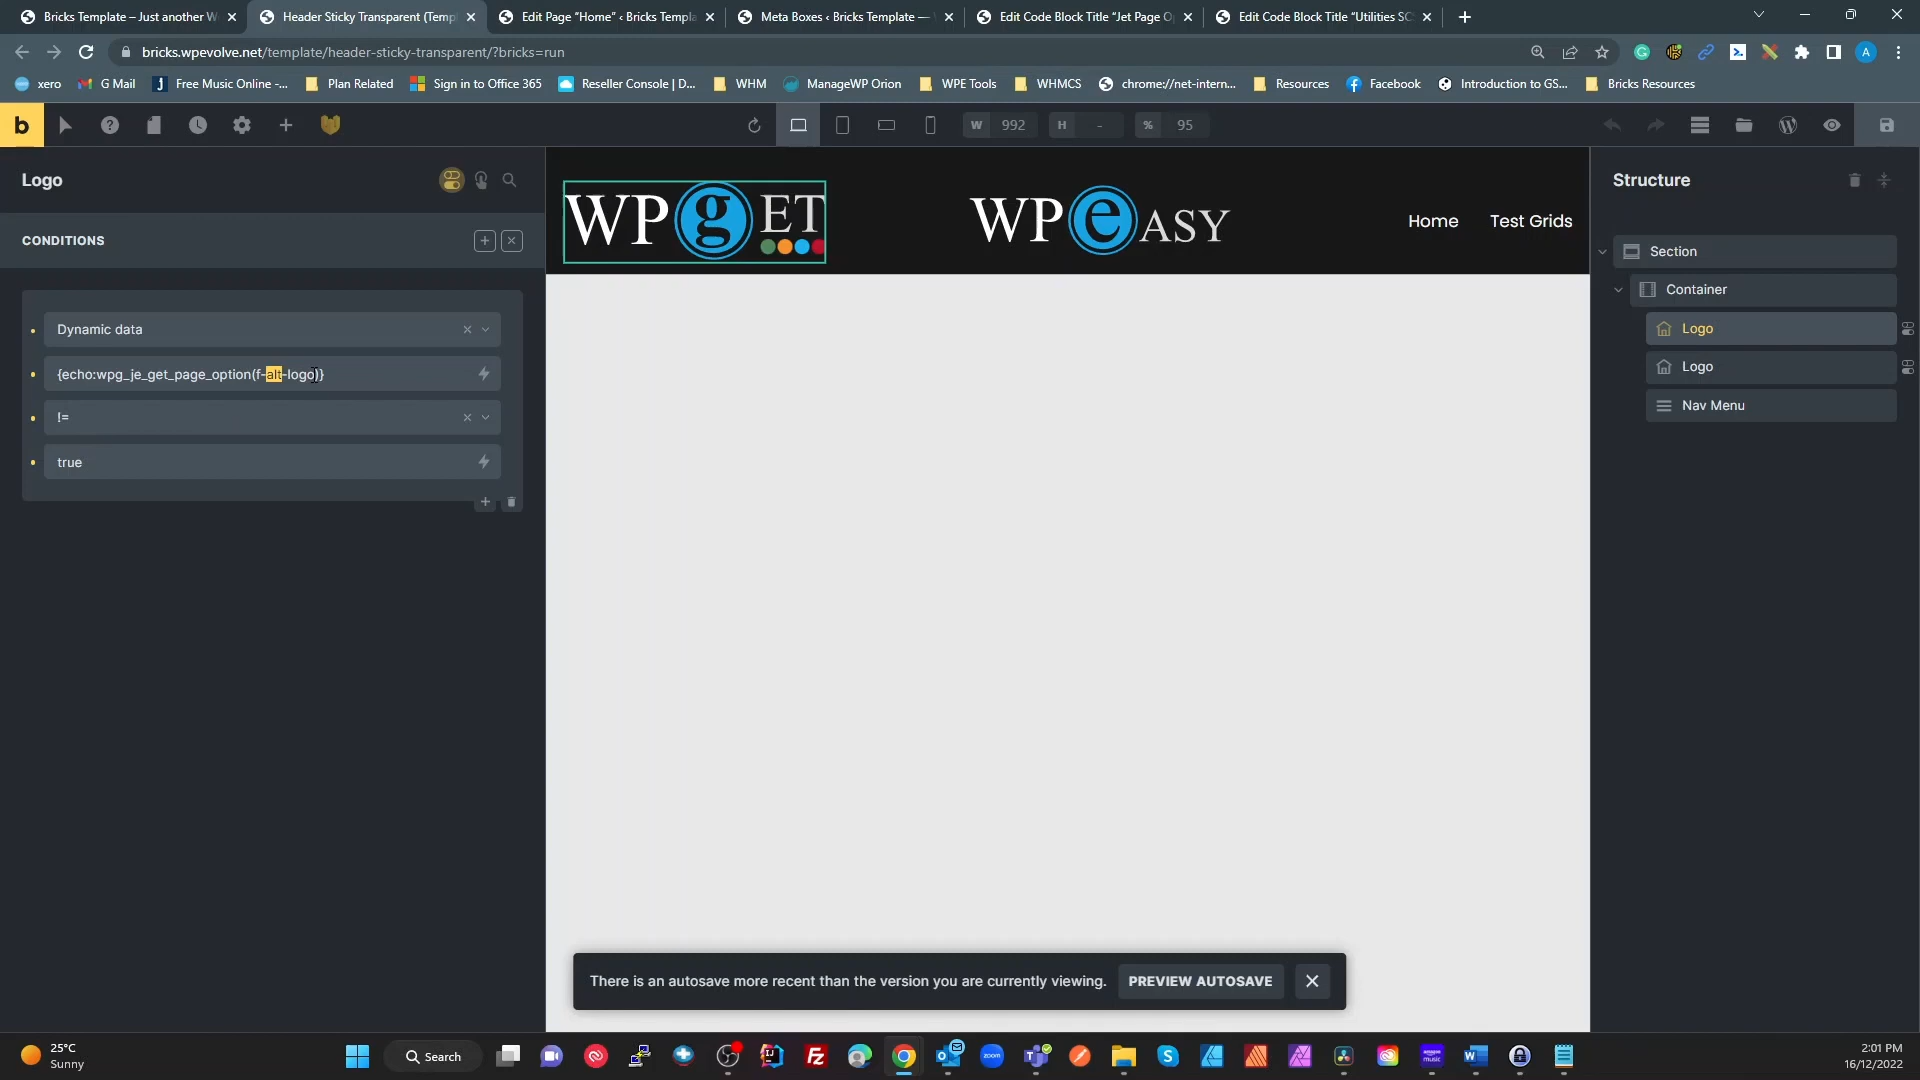 Bricks Template – Just another W
Header Sticky Transparent (Temp
Edit Page "Home" ‹ Bricks Templa
Meta Boxes ‹ Bricks Template —
Edit Code Block Title "Jet Page O
Edit Code Block Title "Utilities SC
bricks.wpevolve.net/template/header-sticky-transparent/?bricks=run
xero
G Mail
Free Music Online -...
Plan Related
Sign in to Office 365
Reseller Console | D...
WHM
ManageWP Orion
WPE Tools
WHMCS
chrome://net-intern...
Resources
Facebook
Introduction to GS...
Bricks Resources
b
W 992
H -
% 95
Logo
CONDITIONS
Dynamic data
{echo:wpg_je_get_page_option(f-alt-logo)}
!=
true
WPgET
WPeASY
Home
Test Grids
Structure
Section
Container
Logo
Logo
Nav Menu
There is an autosave more recent than the version you are currently viewing.
PREVIEW AUTOSAVE
25°C
Sunny
Search
2:01 PM
16/12/2022